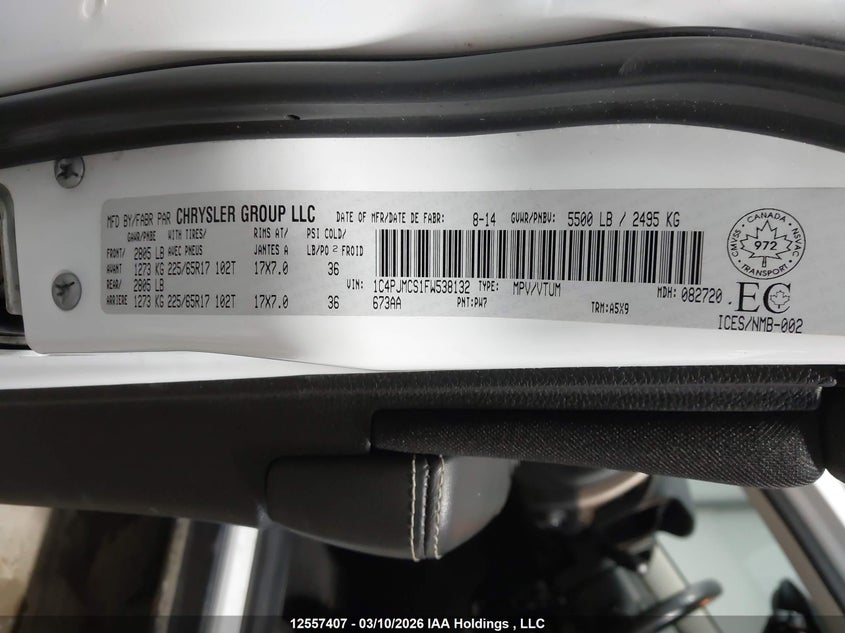 MFD BY/FABR PAR CHRYSLER GROUP LLC DATE OF MFR/DATE DE FABR: 8-14 GVWR/PNBV: 5500 LB / 2495 KG
GAWR/PNBE WITH TIRES/ RIMS AT/ PSI COLD/
FRONT/ 2805 LB AVEC PNEUS JANTES A LB/PO² FROID
AVANT 1273 KG 225/65R17 102T 17X7.0 36
REAR/ 2805 LB
ARRIERE 1273 KG 225/65R17 102T 17X7.0 36
VIN: 1C4PJMCS1FW538132 TYPE: MPV/VTUM MDH: 082720 .
673AA PNT:PW7 TRM:A5X9
CANADA
CMVSS 972 NSVAC
TRANSPORT
EC
ICES/NMB-002
12557407 - 03/10/2026 IAA Holdings , LLC